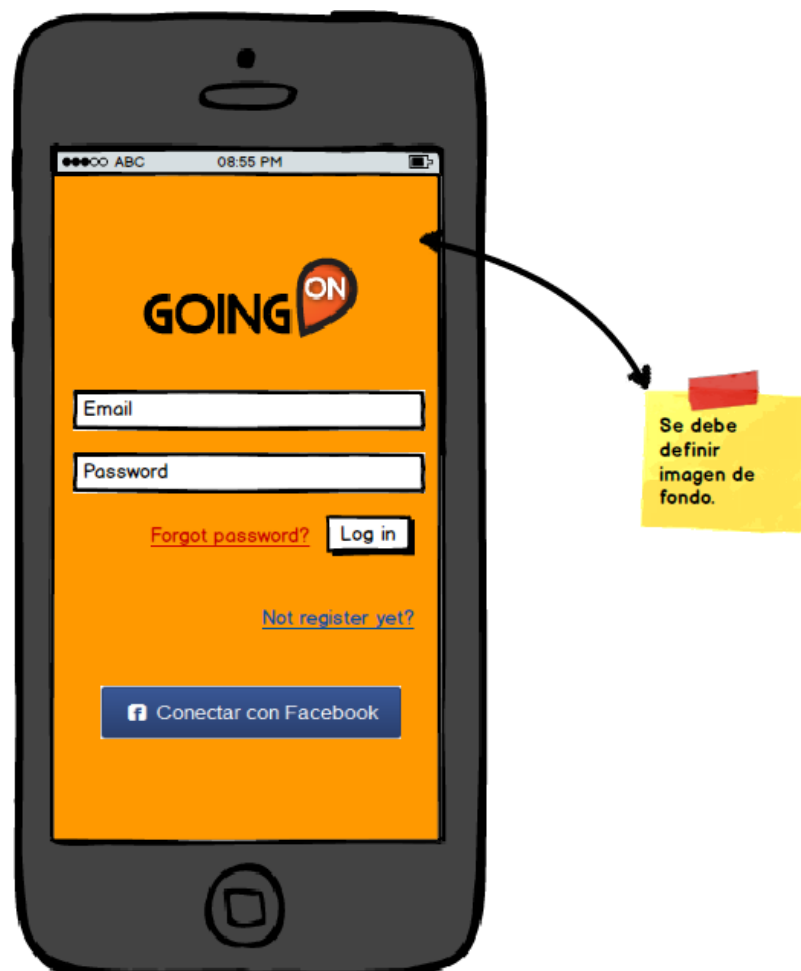 ABC 08:55 PM
GOING ON
Email
Password
Forgot password? Log in
Not register yet?
f Conectar con Facebook
Se debe
definir
imagen de
fondo.